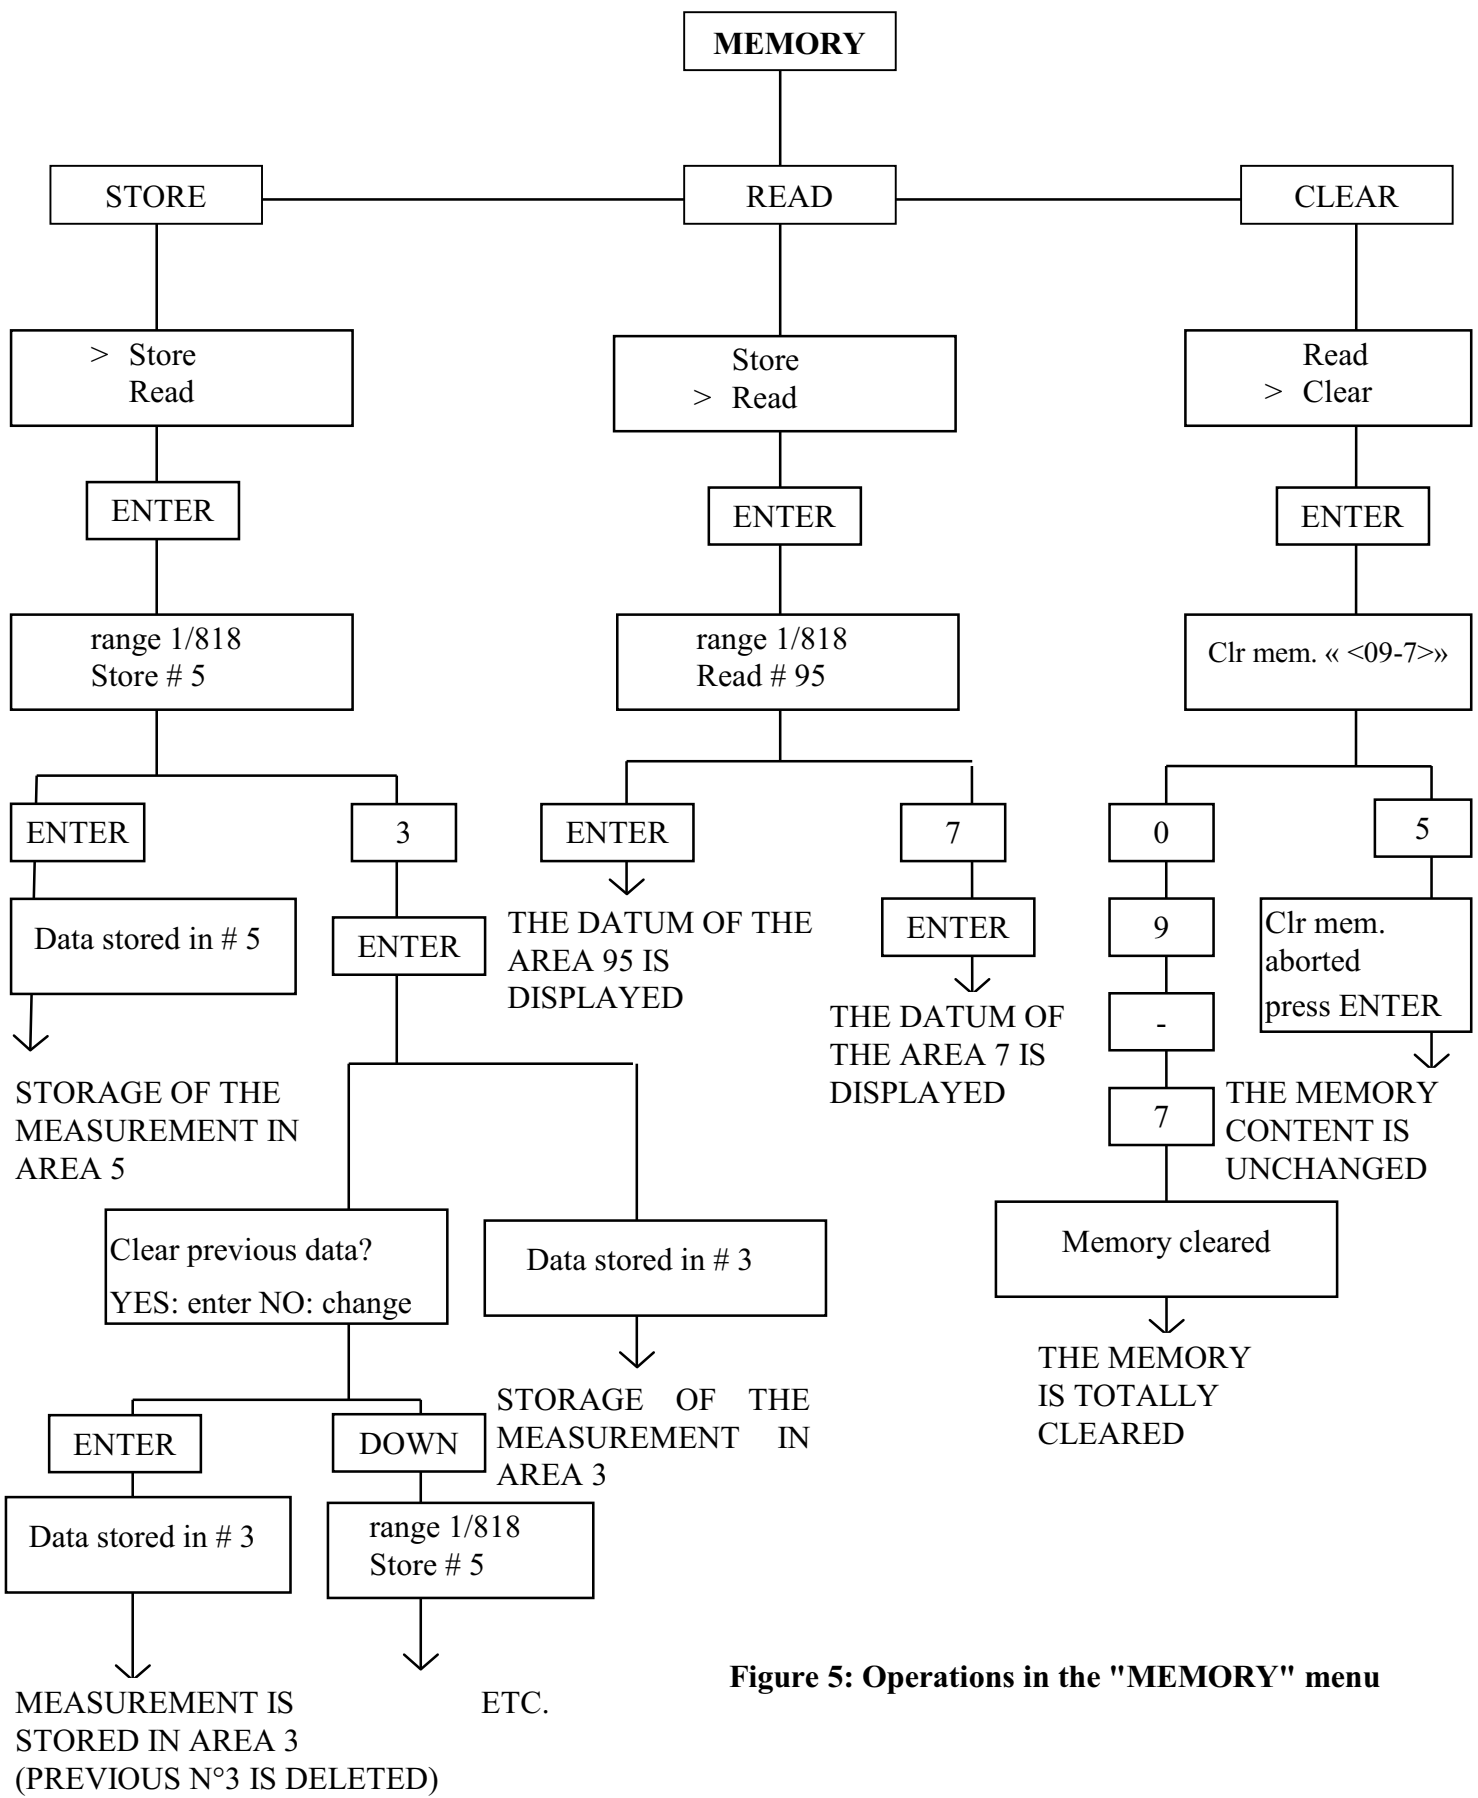 MEMORY
STORE
READ
CLEAR
> Store
Read
Store
> Read
Read
> Clear
ENTER
ENTER
ENTER
range 1/818
Store # 5
range 1/818
Read # 95
Clr mem. « <09-7>»
ENTER
3
ENTER
7
0
5
Data stored in # 5
ENTER
THE DATUM OF THE
AREA 95 IS
DISPLAYED
ENTER
9
Clr mem.
aborted
press ENTER
-
THE DATUM OF
THE AREA 7 IS
DISPLAYED
STORAGE OF THE
MEASUREMENT IN
AREA 5
7
THE MEMORY
CONTENT IS
UNCHANGED
Clear previous data?
YES: enter NO: change
Data stored in # 3
Memory cleared
THE MEMORY
IS TOTALLY
CLEARED
STORAGE OF THE
MEASUREMENT IN
AREA 3
ENTER
DOWN
Data stored in # 3
range 1/818
Store # 5
MEASUREMENT IS
STORED IN AREA 3
(PREVIOUS N°3 IS DELETED)
ETC.
Figure 5: Operations in the "MEMORY" menu